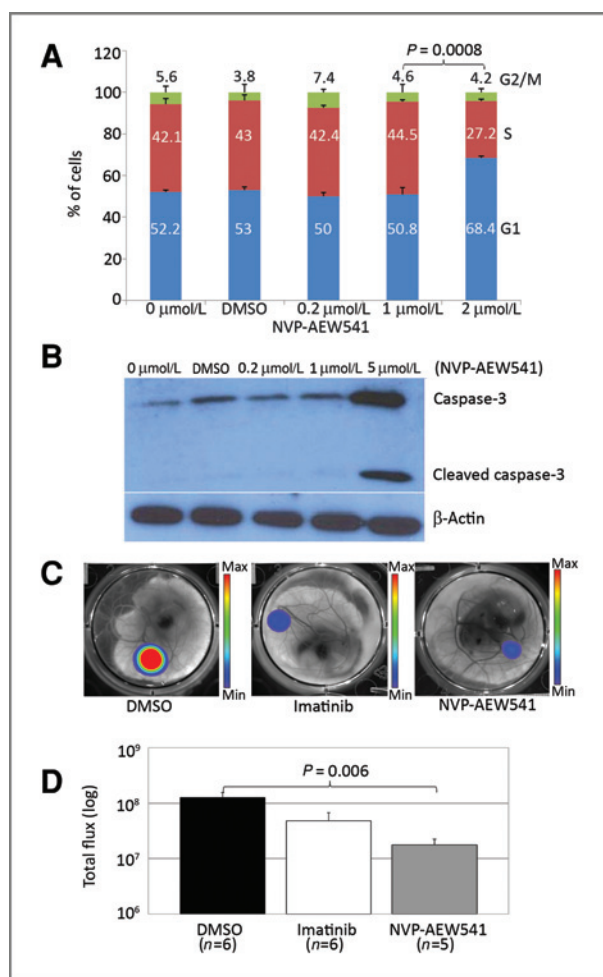 A
P = 0.0008
5.6 3.8 7.4 4.6 4.2 G2/M
120
100
80
60
40
20
0
% of cells
42.1 43 42.4 44.5 27.2 S
52.2 53 50 50.8 68.4 G1
0 μmol/L DMSO 0.2 μmol/L 1 μmol/L 2 μmol/L
NVP-AEW541
B
0 μmol/L DMSO 0.2 μmol/L 1 μmol/L 5 μmol/L (NVP-AEW541)
Caspase-3
Cleaved caspase-3
β-Actin
C
Max Max Max
Min Min Min
DMSO Imatinib NVP-AEW541
D
P = 0.006
10⁹
10⁸
10⁷
10⁶
Total flux (log)
DMSO Imatinib NVP-AEW541
(n=6) (n=6) (n=5)